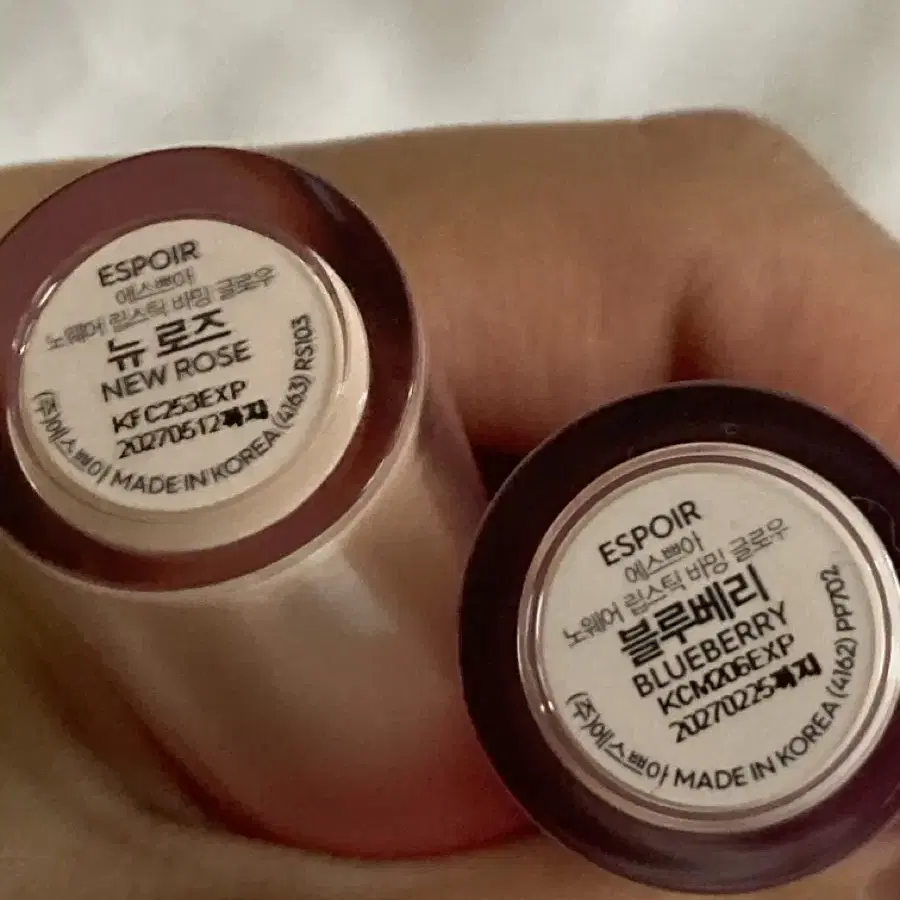 ESPOIR
에스쁘아
노웨어 립스틱 바밍 글로우
뉴 로즈
NEW ROSE
KFC253EXP
20270512까지
(주)에스쁘아 MADE IN KOREA (4163) RS103
ESPOIR
에스쁘아
노웨어 립스틱 바밍 글로우
블루베리
BLUEBERRY
KCM206EXP
20270225까지
(주)에스쁘아 MADE IN KOREA (4162) PP702